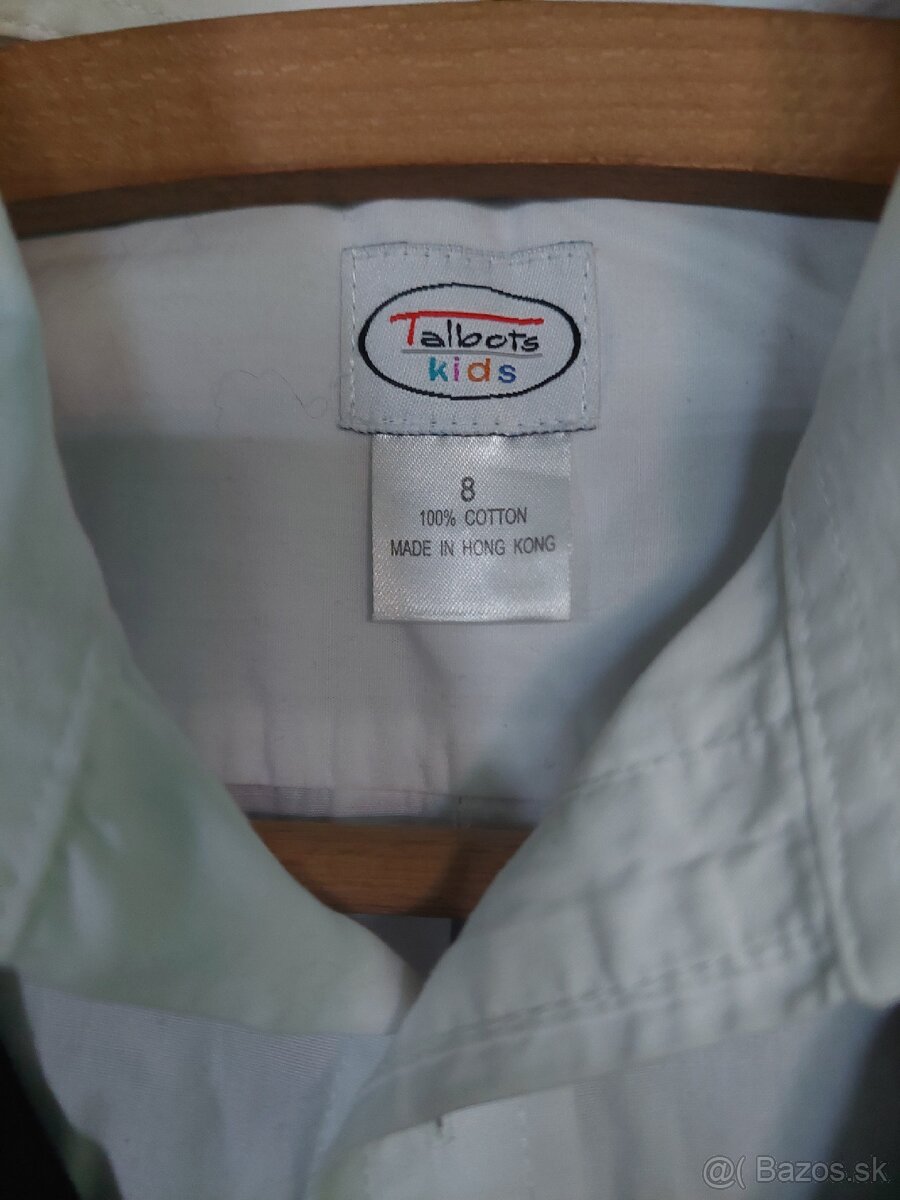 Talbots
kids
8
100% COTTON
MADE IN HONG KONG
@( Bazos.sk